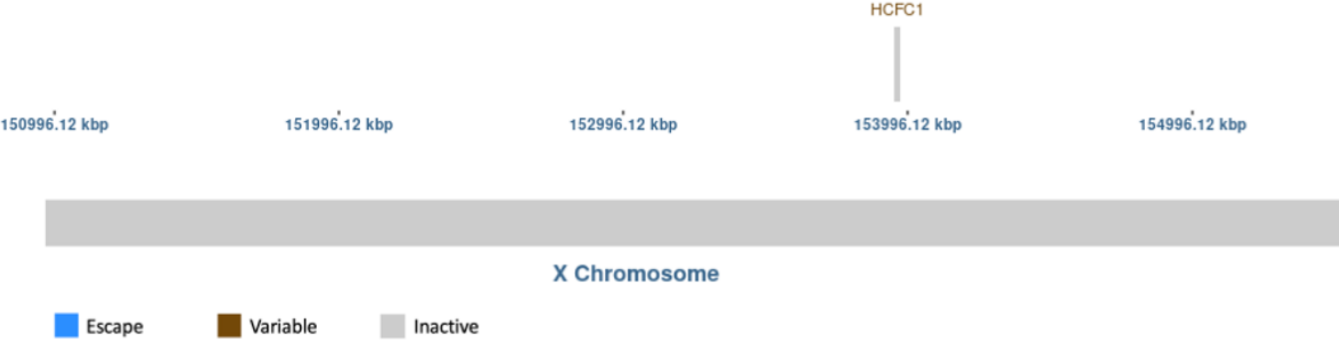 HCFC1
150996.12 kbp 151996.12 kbp 152996.12 kbp 153996.12 kbp 154996.12 kbp
X Chromosome
Escape Variable Inactive